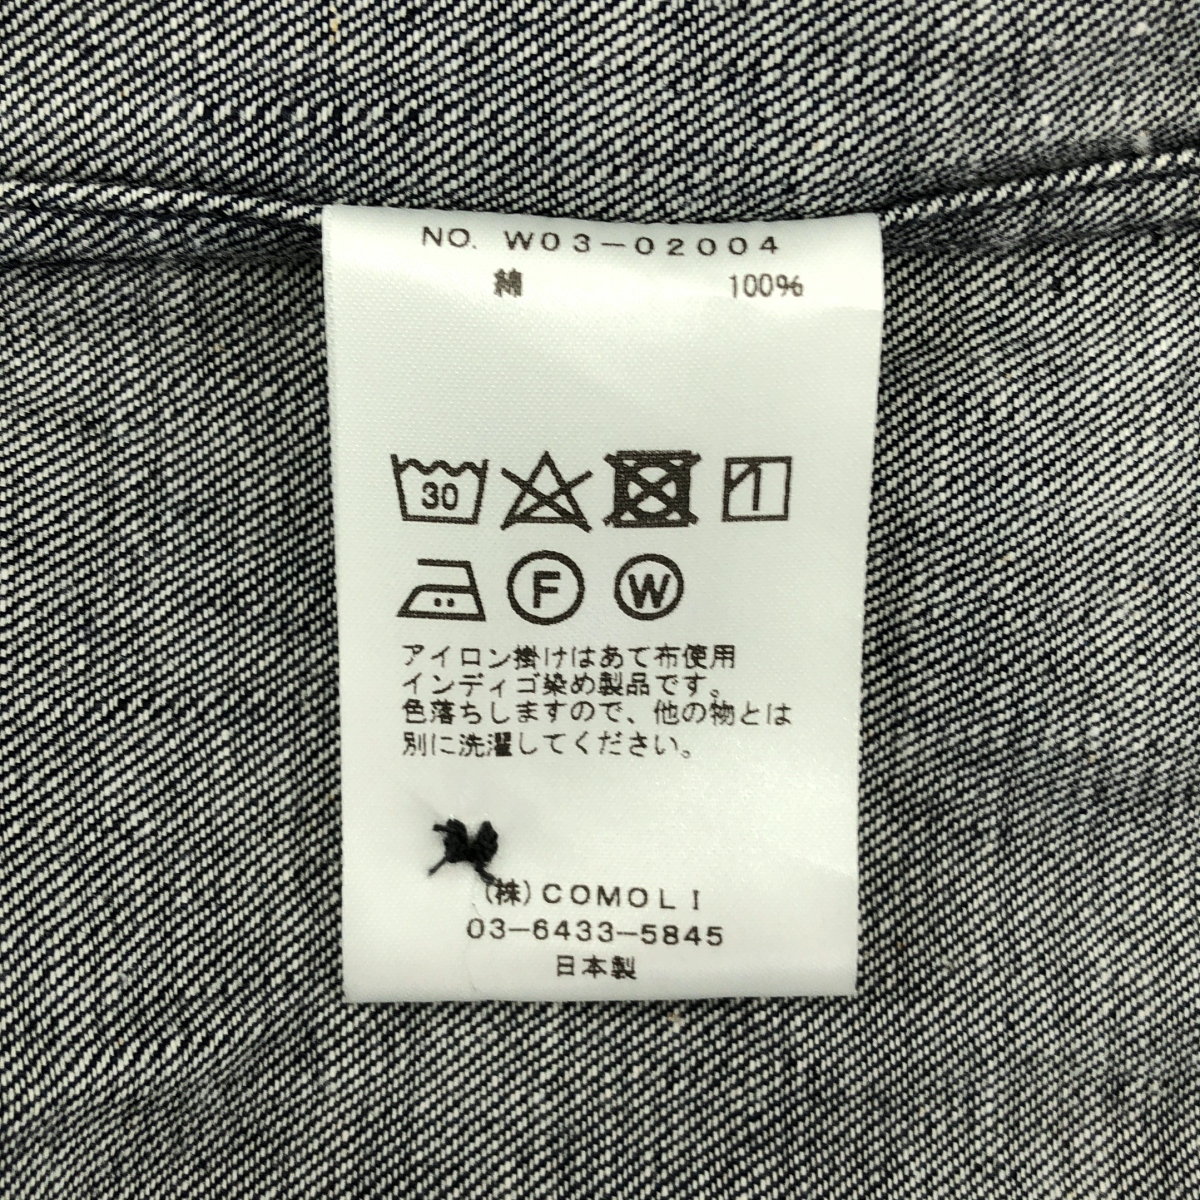 NO. W03-02004
綿 100%
30
F W
アイロン掛けはあて布使用
インディゴ染め製品です。
色落ちしますので、他の物とは
別に洗濯してください。
(株)COMOLI
03-6433-5845
日本製